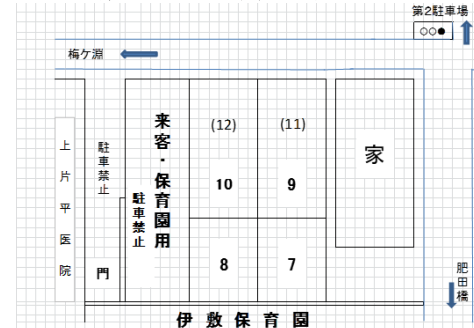 第2駐車場
○○●
梅ケ淵
上片平医院
駐車禁止
門
来客・保育園用
駐車禁止
(12)
(11)
10
9
8
7
家
肥田橋
伊敷保育園